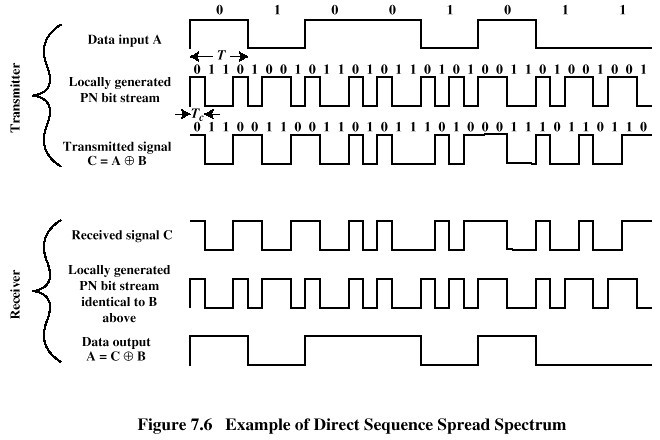 0 1 0 0 1 0 1 1
Data input A
T
0 1 1 0 1 0 0 1 0 1 1 0 1 0 1 1 0 1 0 1 0 0 1 1 0 1 0 0 1 0 0 1
Locally generated
PN bit stream
Tc
0 1 1 0 0 1 1 0 0 1 1 0 1 0 1 1 1 0 1 0 0 0 1 1 1 0 1 1 0 1 1 0
Transmitted signal
C = A ⊕ B
Transmitter
Received signal C
Locally generated
PN bit stream
identical to B
above
Data output
A = C ⊕ B
Receiver
Figure 7.6 Example of Direct Sequence Spread Spectrum